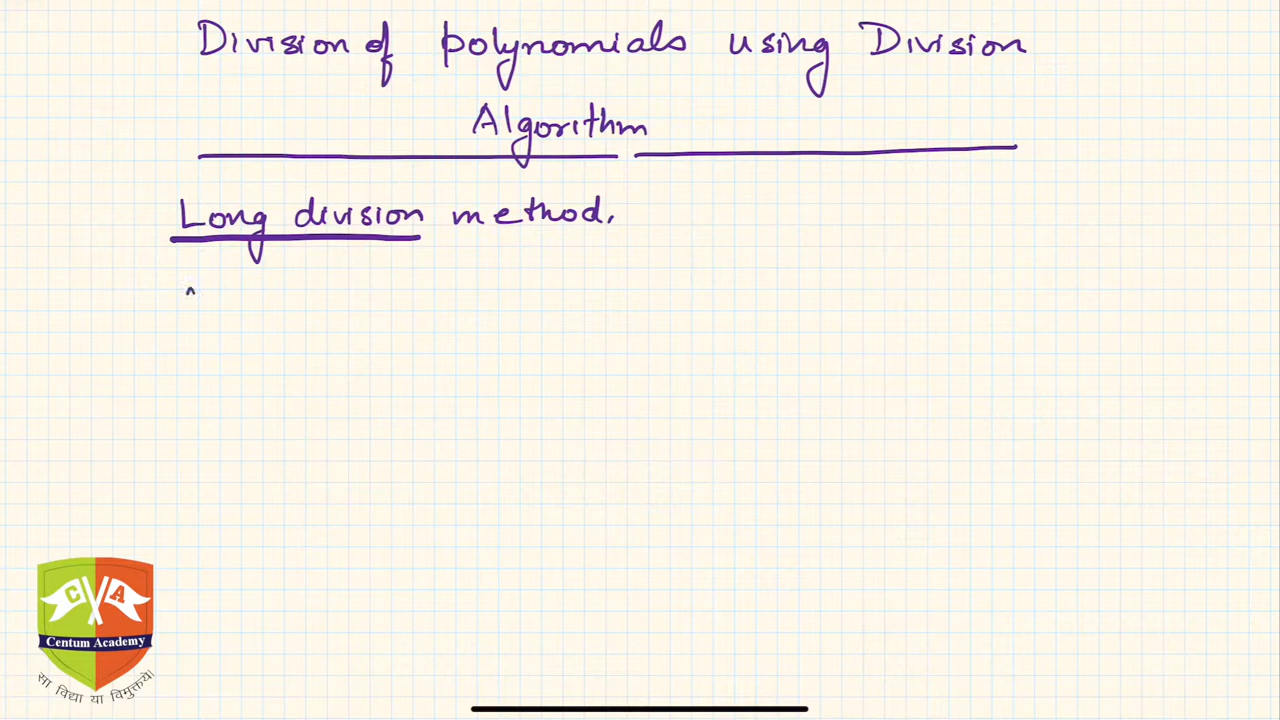 Division of polynomials using Division
Algorithm
Long division method.
C A
Centum Academy
सा विद्या या विमुक्तये।